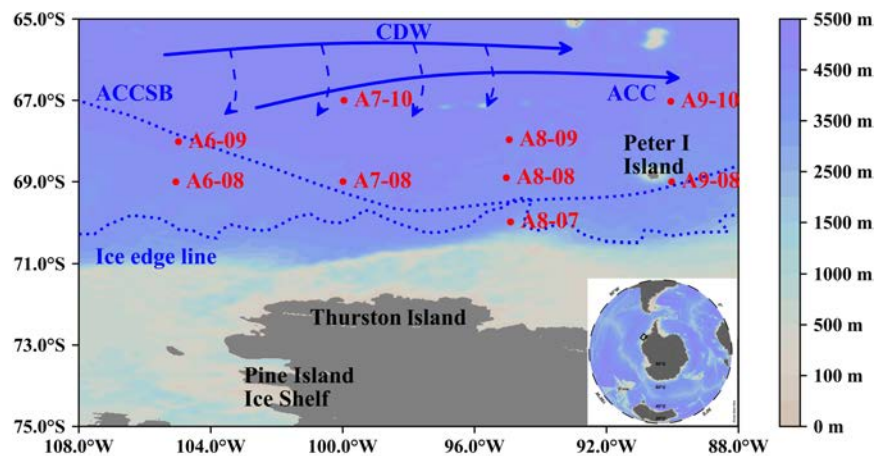 65.0°S
67.0°S
69.0°S
71.0°S
73.0°S
75.0°S
CDW
ACCSB
ACC
A7-10
A9-10
A6-09
A8-09
Peter I
Island
A6-08
A7-08
A8-08
A9-08
A8-07
Ice edge line
Thurston Island
Pine Island
Ice Shelf
108.0°W
104.0°W
100.0°W
96.0°W
92.0°W
88.0°W
5500 m
4500 m
3500 m
2500 m
1500 m
1000 m
500 m
100 m
0 m